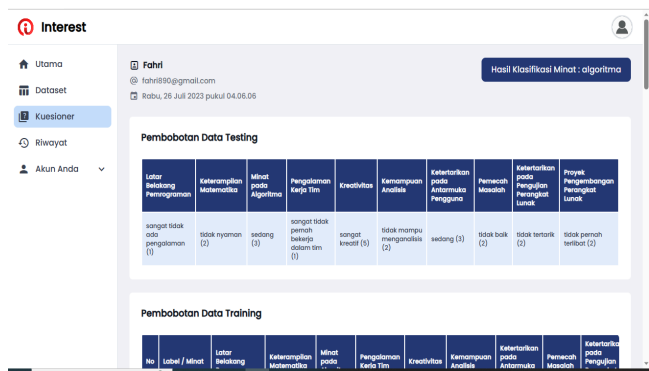 Interest
Utama
Dataset
Kuesioner
Riwayat
Akun Anda
Fahri
@ fahri890@gmail.com
Rabu, 26 Juli 2023 pukul 04.06.06
Hasil Klasifikasi Minat : algoritma
Pembobotan Data Testing
Latar Belakang Pemrograman
Keterampilan Matematika
Minat pada Algoritma
Pengalaman Kerja Tim
Kreativitas
Kemampuan Analisis
Ketertarikan pada Antarmuka Pengguna
Pemecah Masalah
Ketertarikan pada Pengujian Perangkat Lunak
Proyek Pengembangan Perangkat Lunak
sangat tidak ada pengalaman (1)
tidak nyaman (2)
sedang (3)
sangat tidak pernah bekerja dalam tim (1)
sangat kreatif (5)
tidak mampu menganalisis (2)
sedang (3)
tidak baik (2)
tidak tertarik (2)
tidak pernah terlibat (2)
Pembobotan Data Training
No
Label / Minat
Latar Belakang
Keterampilan Matematika
Minat pada
Pengalaman Kerja Tim
Kreativitas
Kemampuan Analisis
Ketertarikan pada Antarmuka
Pemecah Masalah
Ketertarika pada Pengujian